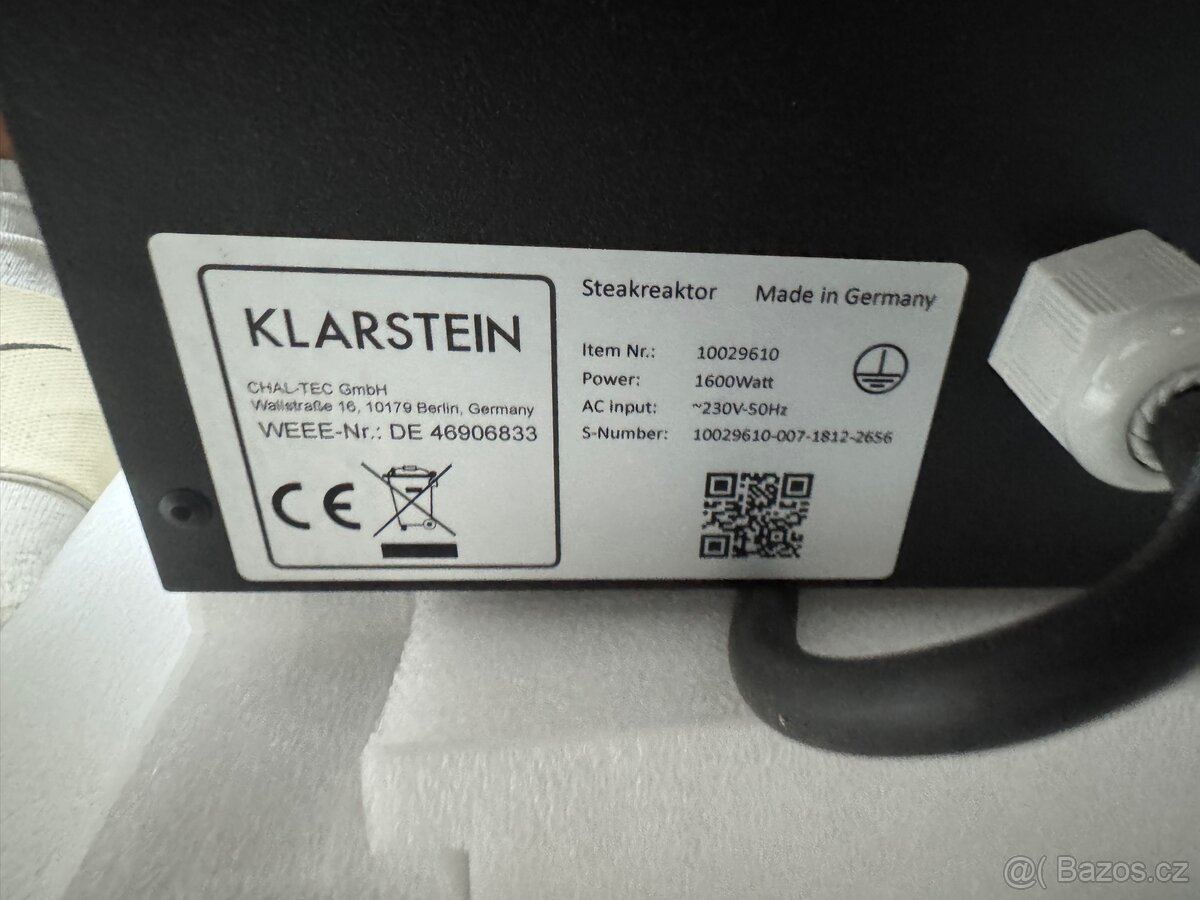 KLARSTEIN
CHAL-TEC GmbH
Wallstraße 16, 10179 Berlin, Germany
WEEE-Nr.: DE 46906833
CE
Steakreaktor Made in Germany
Item Nr.: 10029610
Power: 1600Watt
AC input: ~230V-50Hz
S-Number: 10029610-007-1812-2656
@( Bazos.cz